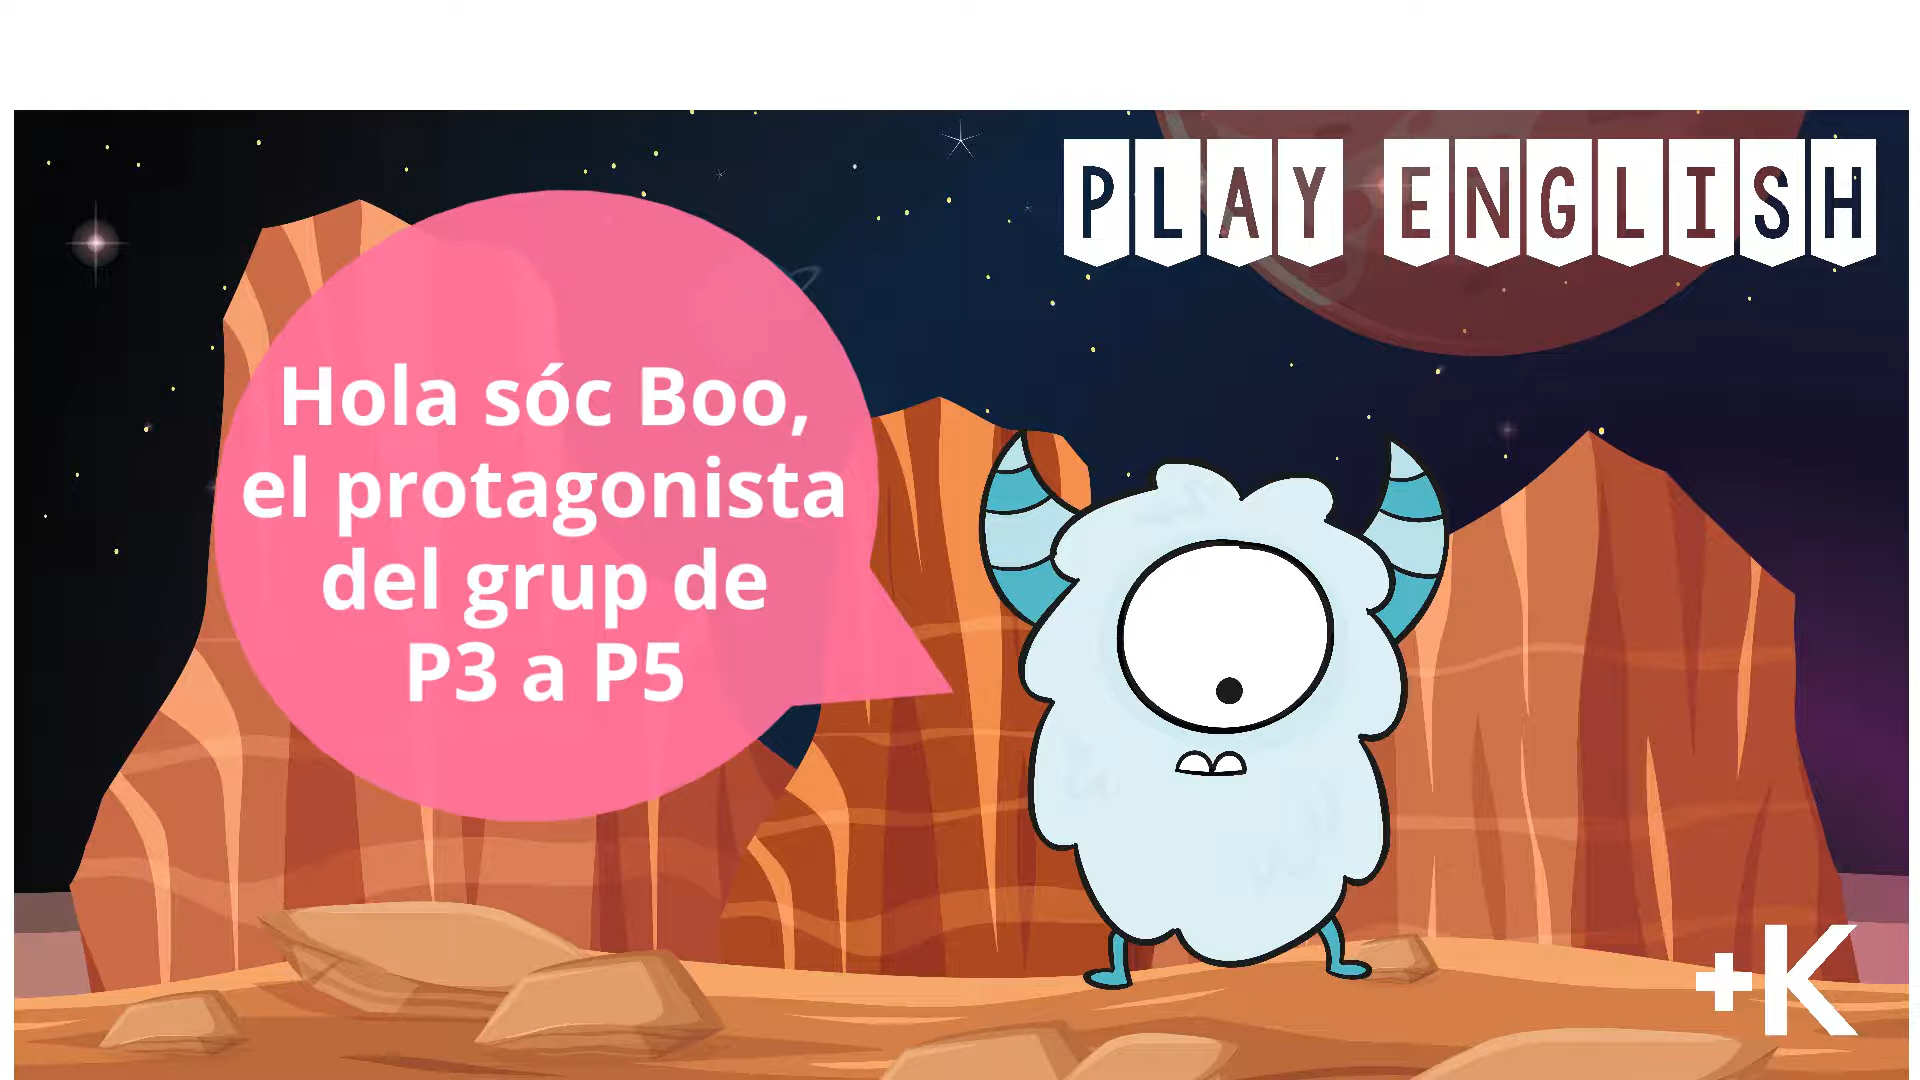 PLAY ENGLISH
Hola sóc Boo,
el protagonista
del grup de
P3 a P5
+K